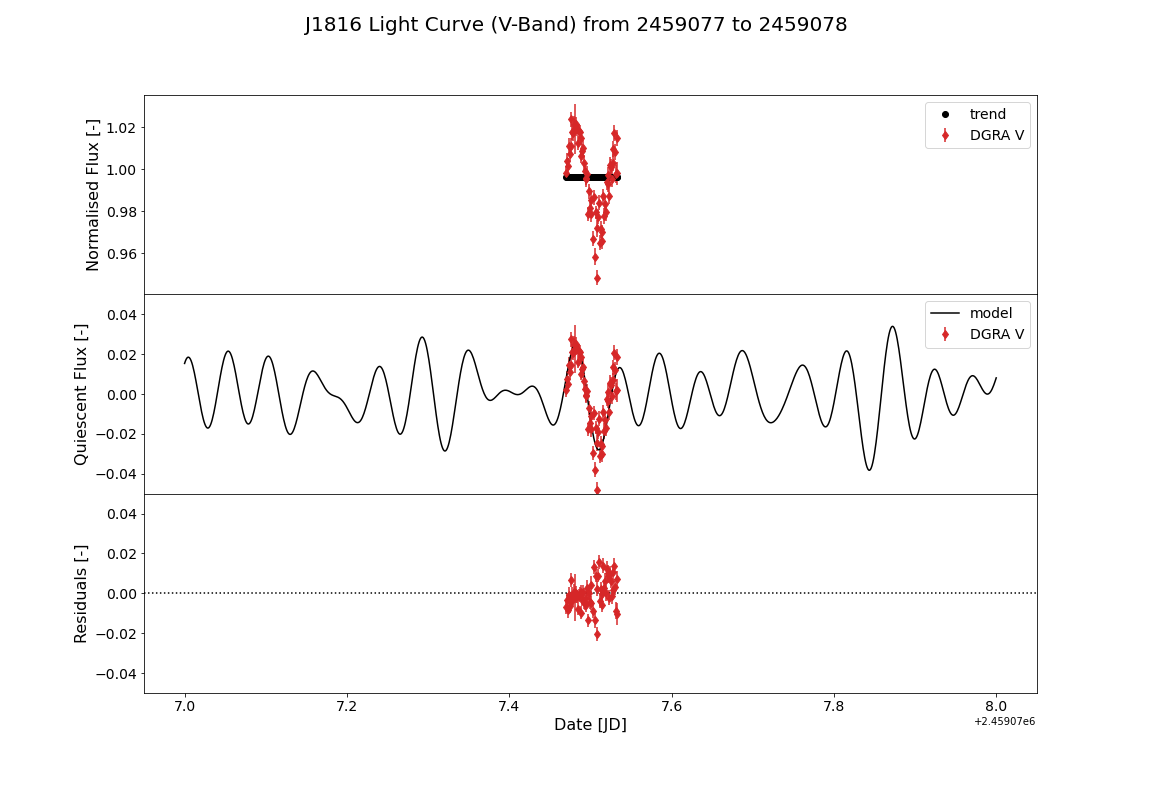 J1816 Light Curve (V-Band) from 2459077 to 2459078
Normalised Flux [-]
1.02
1.00
0.98
0.96
trend
DGRA V
Quiescent Flux [-]
0.04
0.02
0.00
−0.02
−0.04
model
DGRA V
Residuals [-]
0.04
0.02
0.00
−0.02
−0.04
7.0 7.2 7.4 7.6 7.8 8.0
Date [JD]
+2.45907e6